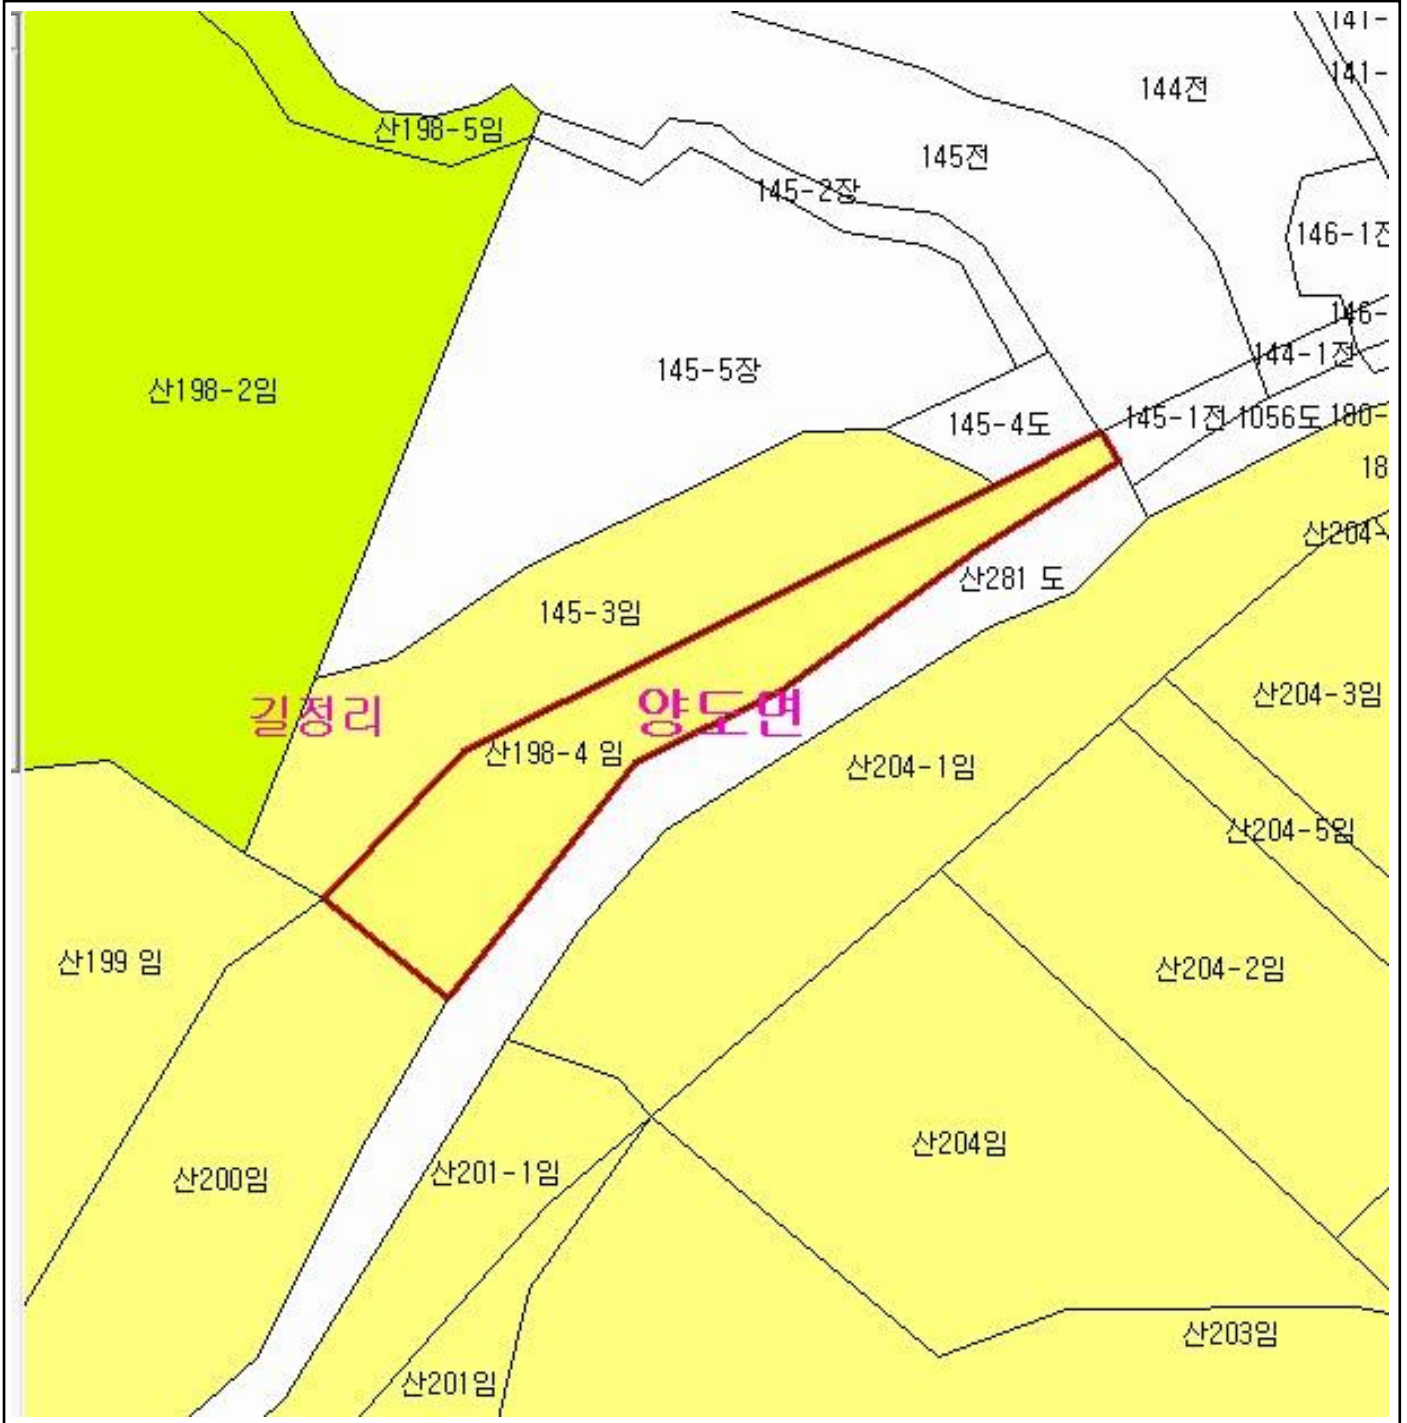 141-
141-
144전
산198-5임
145전
145-2장
146-1전
146-
144-1전
145-5장
산198-2임
145-4도
145-1전
1056도
180-
18
산204-
산281 도
145-3임
산204-3임
길정리
양도면
산198-4 임
산204-1임
산204-5임
산199 임
산204-2임
산204임
산201-1임
산200임
산203임
산201임